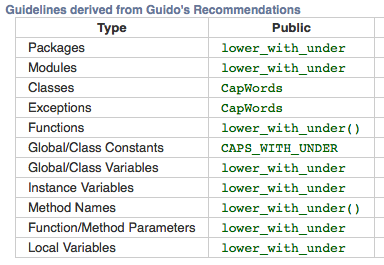 Guidelines derived from Guido's Recommendations
Type Public
Packages lower_with_under
Modules lower_with_under
Classes CapWords
Exceptions CapWords
Functions lower_with_under()
Global/Class Constants CAPS_WITH_UNDER
Global/Class Variables lower_with_under
Instance Variables lower_with_under
Method Names lower_with_under()
Function/Method Parameters lower_with_under
Local Variables lower_with_under